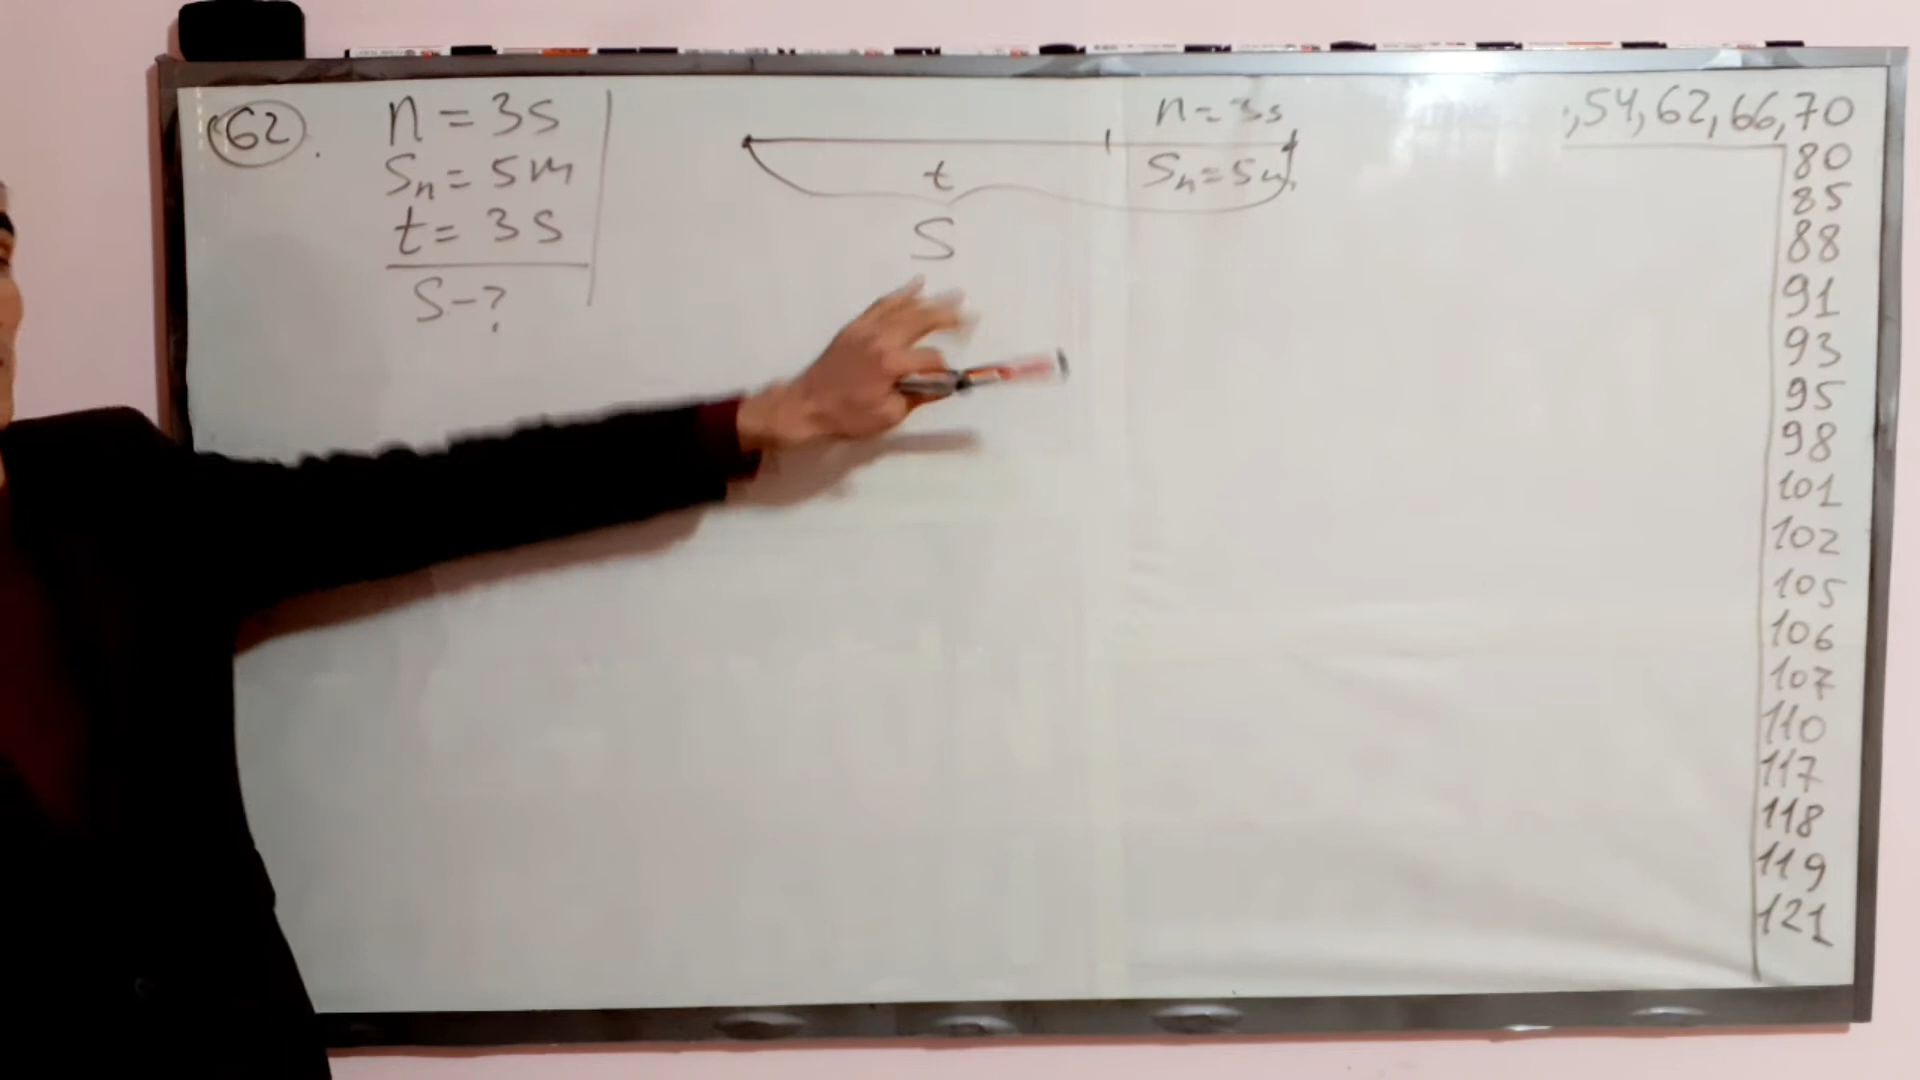 62.
n = 3s
Sn = 5m
t = 3s
S-?
n = 3s
t
Sn = 5m
S
,54,62,66,70
80
85
88
91
93
95
98
101
102
105
106
107
110
117
118
119
121